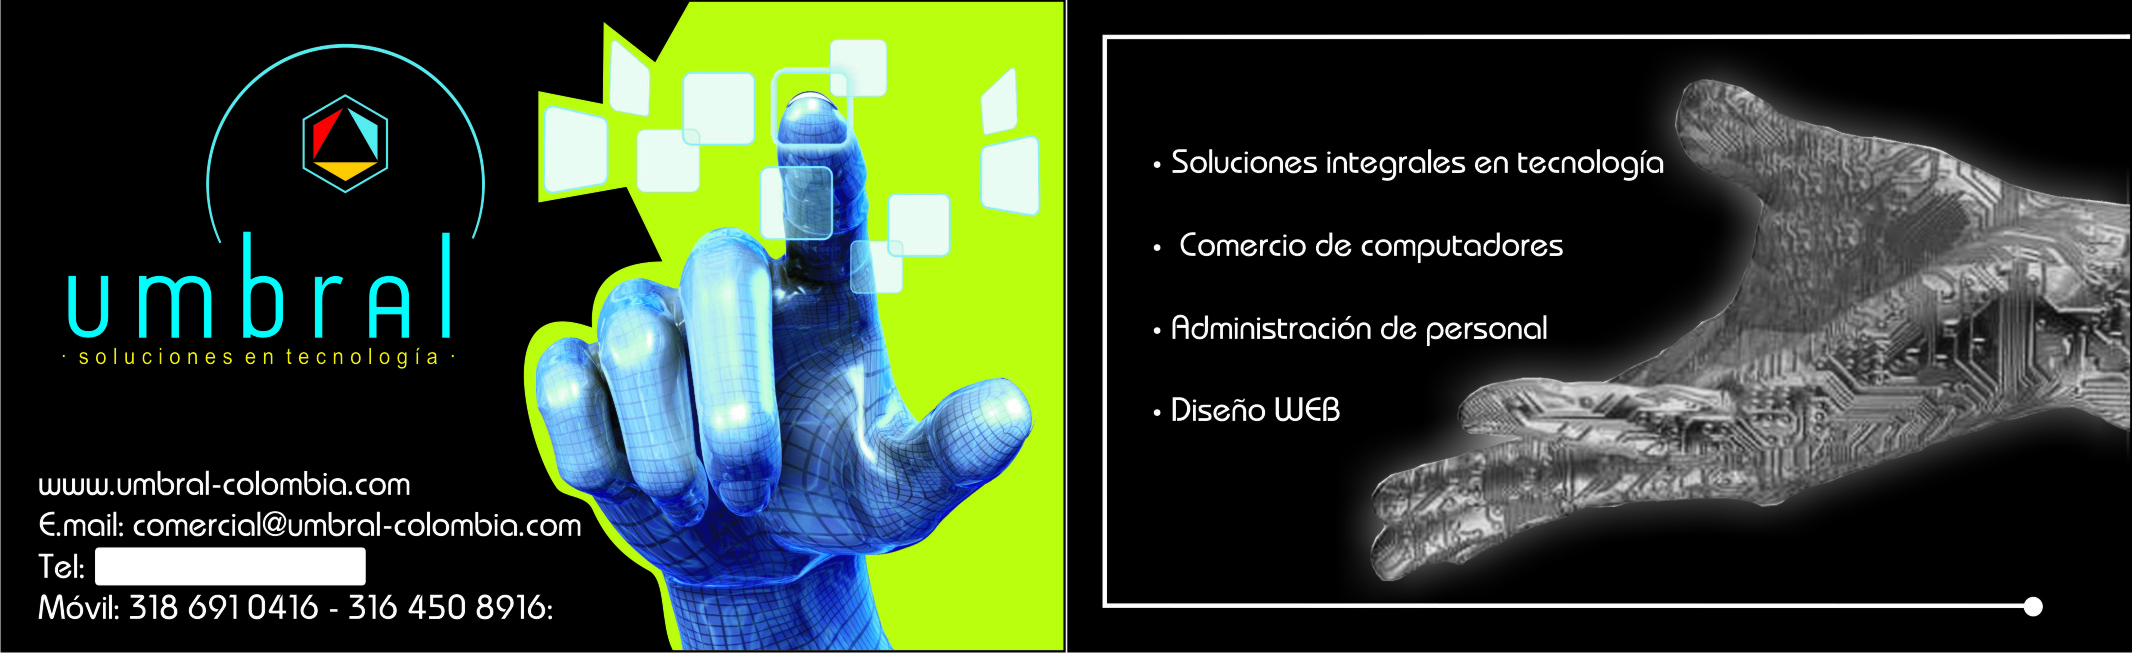 umbral
· soluciones en tecnología ·
www.umbral-colombia.com
E.mail: comercial@umbral-colombia.com
Tel:
Móvil: 318 691 0416 - 316 450 8916:
• Soluciones integrales en tecnología
• Comercio de computadores
• Administración de personal
• Diseño WEB